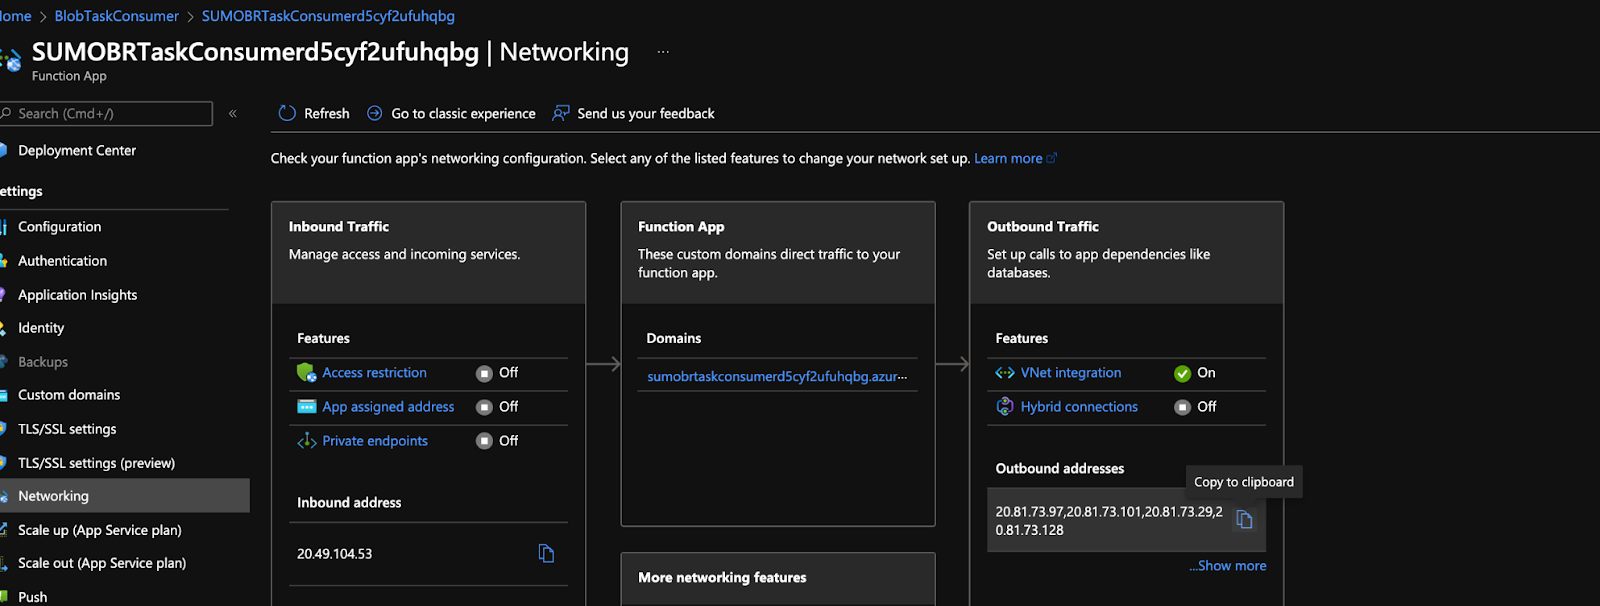 ome > BlobTaskConsumer > SUMOBRTaskConsumerd5cyf2ufuhqbg
SUMOBRTaskConsumerd5cyf2ufuhqbg | Networking ...
Function App
Search (Cmd+/)
«
Refresh
Go to classic experience
Send us your feedback
Deployment Center
ettings
Configuration
Authentication
Application Insights
Identity
Backups
Custom domains
TLS/SSL settings
TLS/SSL settings (preview)
Networking
Scale up (App Service plan)
Scale out (App Service plan)
Push
Check your function app's networking configuration. Select any of the listed features to change your network set up. Learn more
Inbound Traffic
Manage access and incoming services.
Features
Access restriction Off
App assigned address Off
Private endpoints Off
Inbound address
20.49.104.53
Function App
These custom domains direct traffic to your
function app.
Domains
sumobrtaskconsumerd5cyf2ufuhqbg.azur...
More networking features
Outbound Traffic
Set up calls to app dependencies like
databases.
Features
VNet integration On
Hybrid connections Off
Outbound addresses
Copy to clipboard
20.81.73.97,20.81.73.101,20.81.73.29,2
0.81.73.128
...Show more